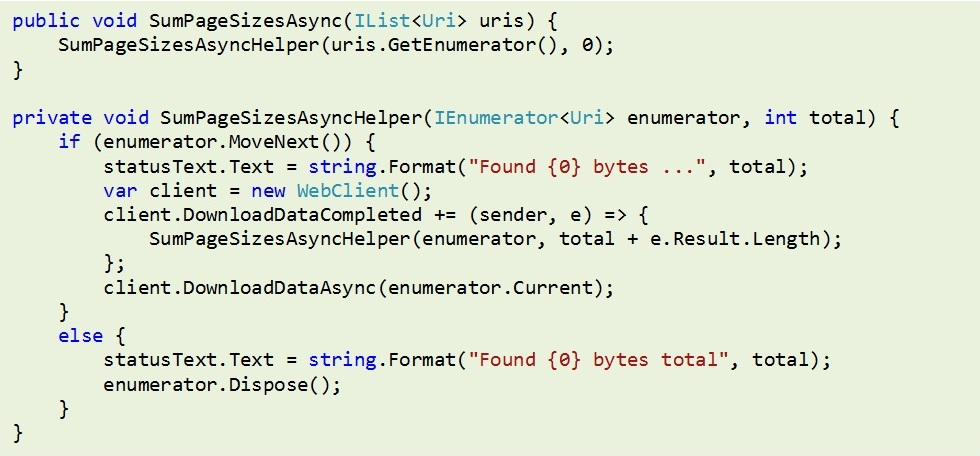 public void SumPageSizesAsync(IList<Uri> uris) {
    SumPageSizesAsyncHelper(uris.GetEnumerator(), 0);
}

private void SumPageSizesAsyncHelper(IEnumerator<Uri> enumerator, int total) {
    if (enumerator.MoveNext()) {
        statusText.Text = string.Format("Found {0} bytes ...", total);
        var client = new WebClient();
        client.DownloadDataCompleted += (sender, e) => {
            SumPageSizesAsyncHelper(enumerator, total + e.Result.Length);
        };
        client.DownloadDataAsync(enumerator.Current);
    }
    else {
        statusText.Text = string.Format("Found {0} bytes total", total);
        enumerator.Dispose();
    }
}